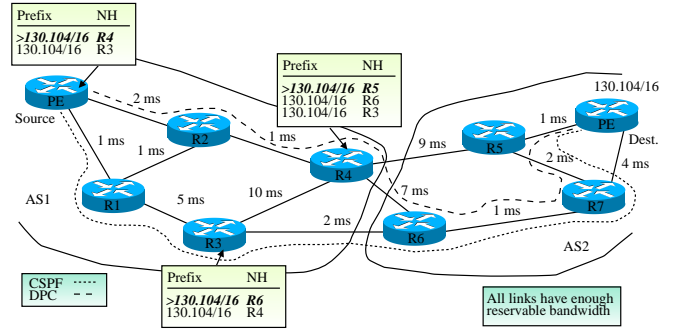 Prefix NH
>130.104/16 R4
130.104/16 R3
Prefix NH
>130.104/16 R5
130.104/16 R6
130.104/16 R3
130.104/16
PE
Source
2 ms
R2
1 ms
1 ms
1 ms
R4
9 ms
R5
1 ms
PE
Dest.
2 ms
4 ms
AS1
R1
5 ms
10 ms
7 ms
R7
R3
2 ms
R6
1 ms
AS2
CSPF
DPC
Prefix NH
>130.104/16 R6
130.104/16 R4
All links have enough
reservable bandwidth